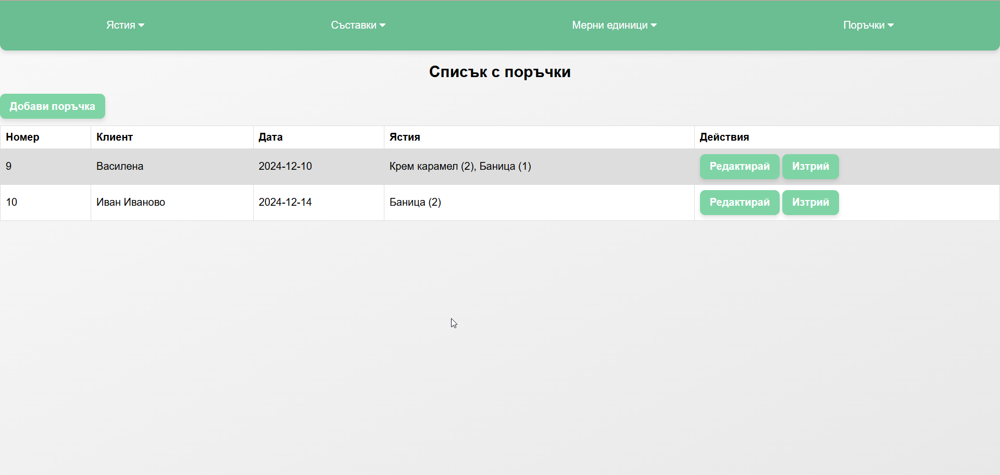 Ястия Съставки Мерни единици Поръчки
Списък с поръчки
Добави поръчка
Номер Клиент Дата Ястия Действия
9 Василена 2024-12-10 Крем карамел (2), Баница (1) Редактирай Изтрий
10 Иван Иваново 2024-12-14 Баница (2) Редактирай Изтрий